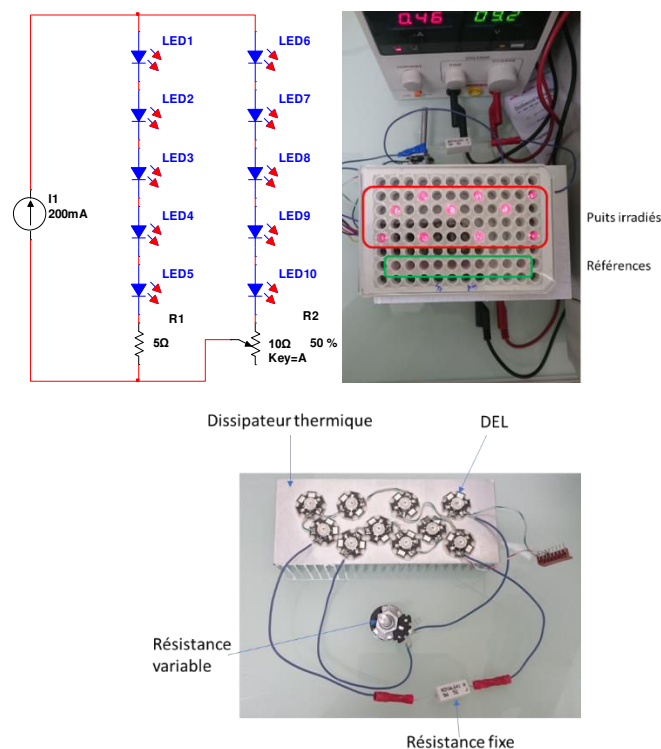 LED1
LED6
LED2
LED7
LED3
LED8
I1
200mA
LED4
LED9
LED5
LED10
R1
5Ω
R2
10Ω
50 %
Key=A
0.46
09.2
A
V
VOLTAGE
Puits irradiés
Références
Dissipateur thermique
DEL
Résistance
variable
Résistance fixe